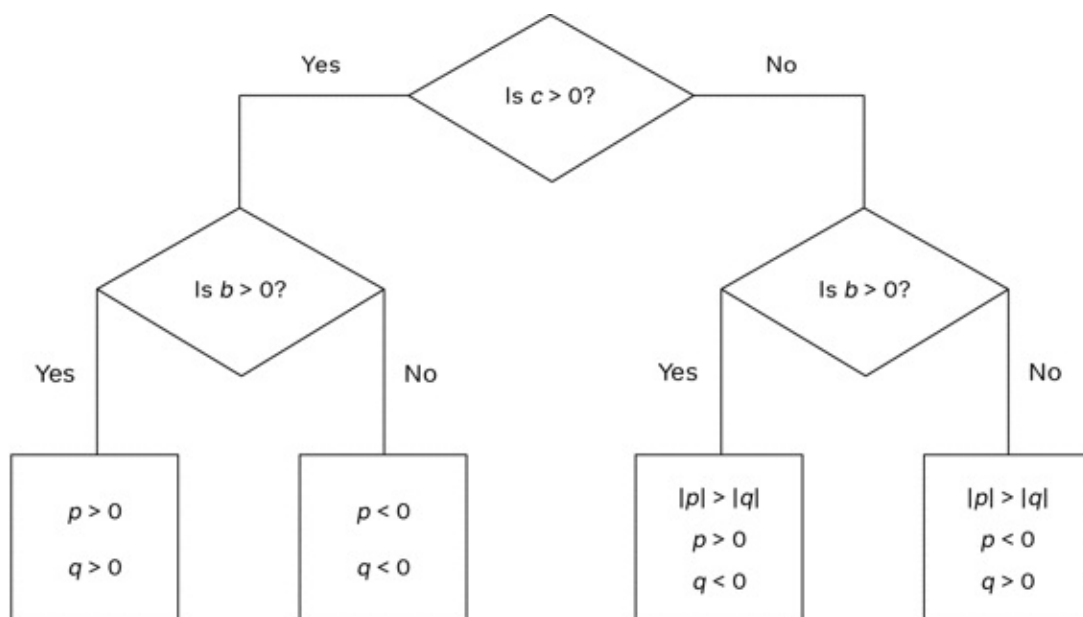 Yes
No
Is c > 0?
Is b > 0?
Is b > 0?
Yes
No
Yes
No
p > 0
q > 0
p < 0
q < 0
|p| > |q|
p > 0
q < 0
|p| > |q|
p < 0
q > 0